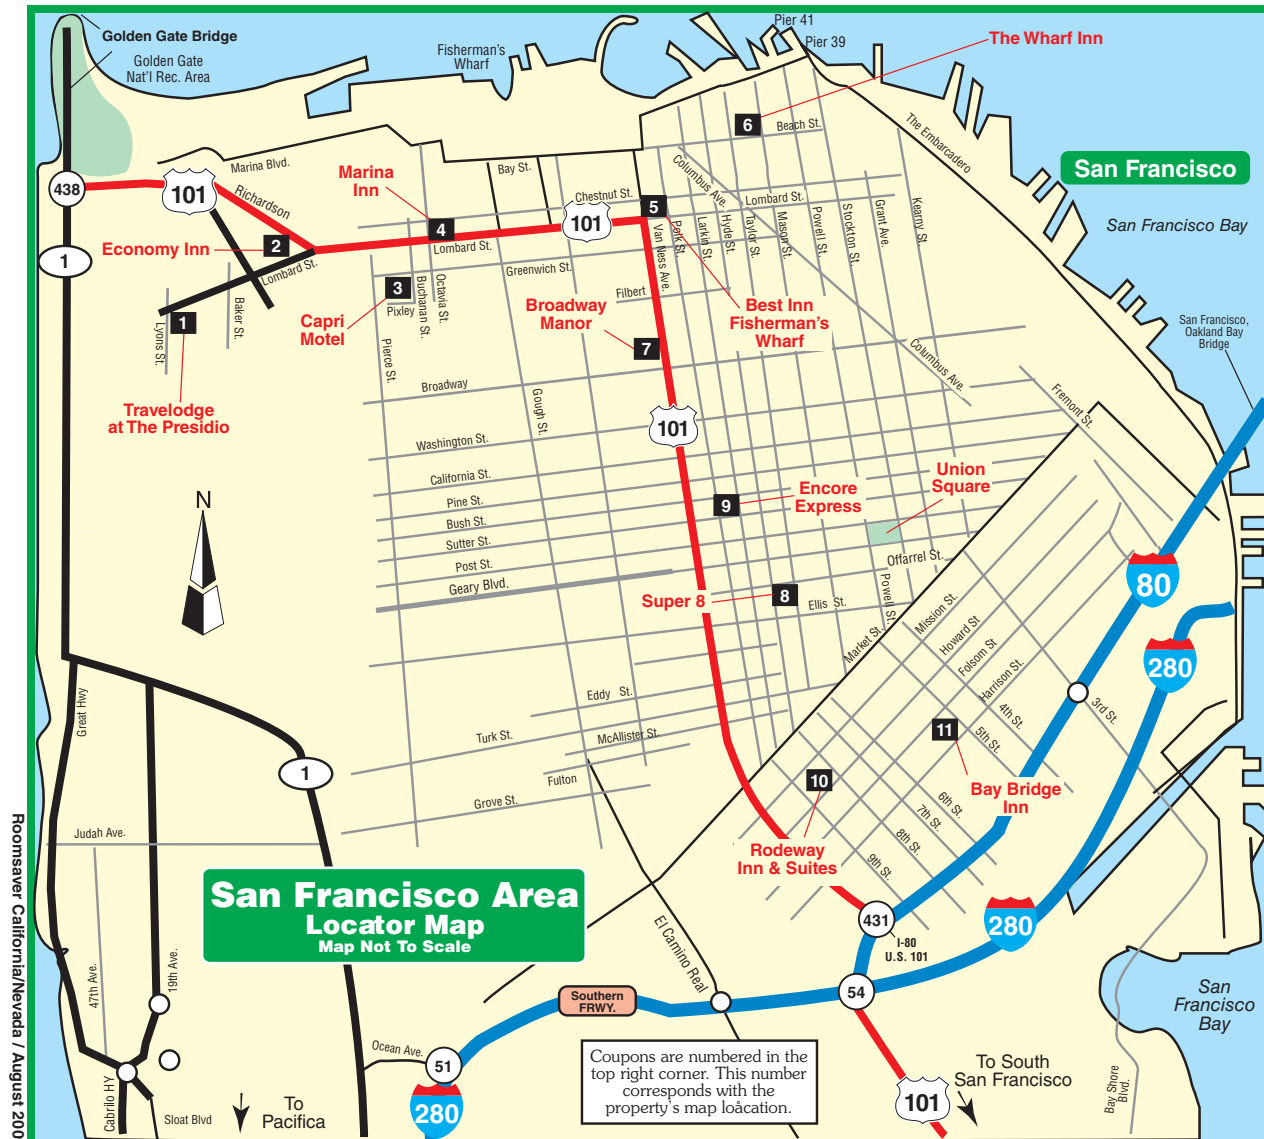 Pier 41
Golden Gate Bridge
Pier 39
The Wharf Inn
Fisherman's
Wharf
Golden Gate
Nat'l Rec. Area
6
Beach St.
The Embarcadero
Marina Blvd.
Bay St.
Columbus Ave.
San Francisco
Marina
Inn
438
101
Richardson
Chestnut St.
Lombard St.
5
101
4
Polk St.
Larkin St.
Hyde St.
Taylor St.
Mason St.
Powell St.
Stockton St.
Grant Ave.
Kearny St.
San Francisco Bay
Van Ness Ave.
Economy Inn
2
Lombard St.
1
Lombard St.
Greenwich St.
3
Pixley
Buchanan St.
Octavia St.
Filbert
Baker St.
Broadway
Manor
Best Inn
Fisherman's
Wharf
1
Lyons St.
Capri
Motel
San Francisco,
Oakland Bay
Bridge
7
Pierce St.
Columbus Ave.
Broadway
Gough St.
Fremont St.
Travelodge
at The Presidio
101
Washington St.
California St.
Union
Square
N
Pine St.
Encore
Express
9
Bush St.
Sutter St.
Offarrel St.
Post St.
Geary Blvd.
80
Powell St.
Super 8
8
Ellis St.
Mission St.
Howard St.
Market St.
Folsom St
280
Harrison St.
Great Hwy
Eddy St.
4th St.
3rd St.
Turk St.
McAllister St.
11
5th St.
1
Fulton
10
Bay Bridge
Inn
Grove St.
6th St.
7th St.
Judah Ave.
8th St.
Rodeway
Inn & Suites
9th St.
San Francisco Area
Locator Map
Map Not To Scale
431
280
El Camino Real
I-80
U.S. 101
47th Ave.
19th Ave.
54
Southern
FRWY.
San
Francisco
Bay
Ocean Ave.
51
Coupons are numbered in the
top right corner. This number
corresponds with the
property's map loåcation.
To South
San Francisco
Bay Shore
Blvd.
Cabrilo HY
280
101
Sloat Blvd
To
Pacifica
Roomsaver California/Nevada / August 200